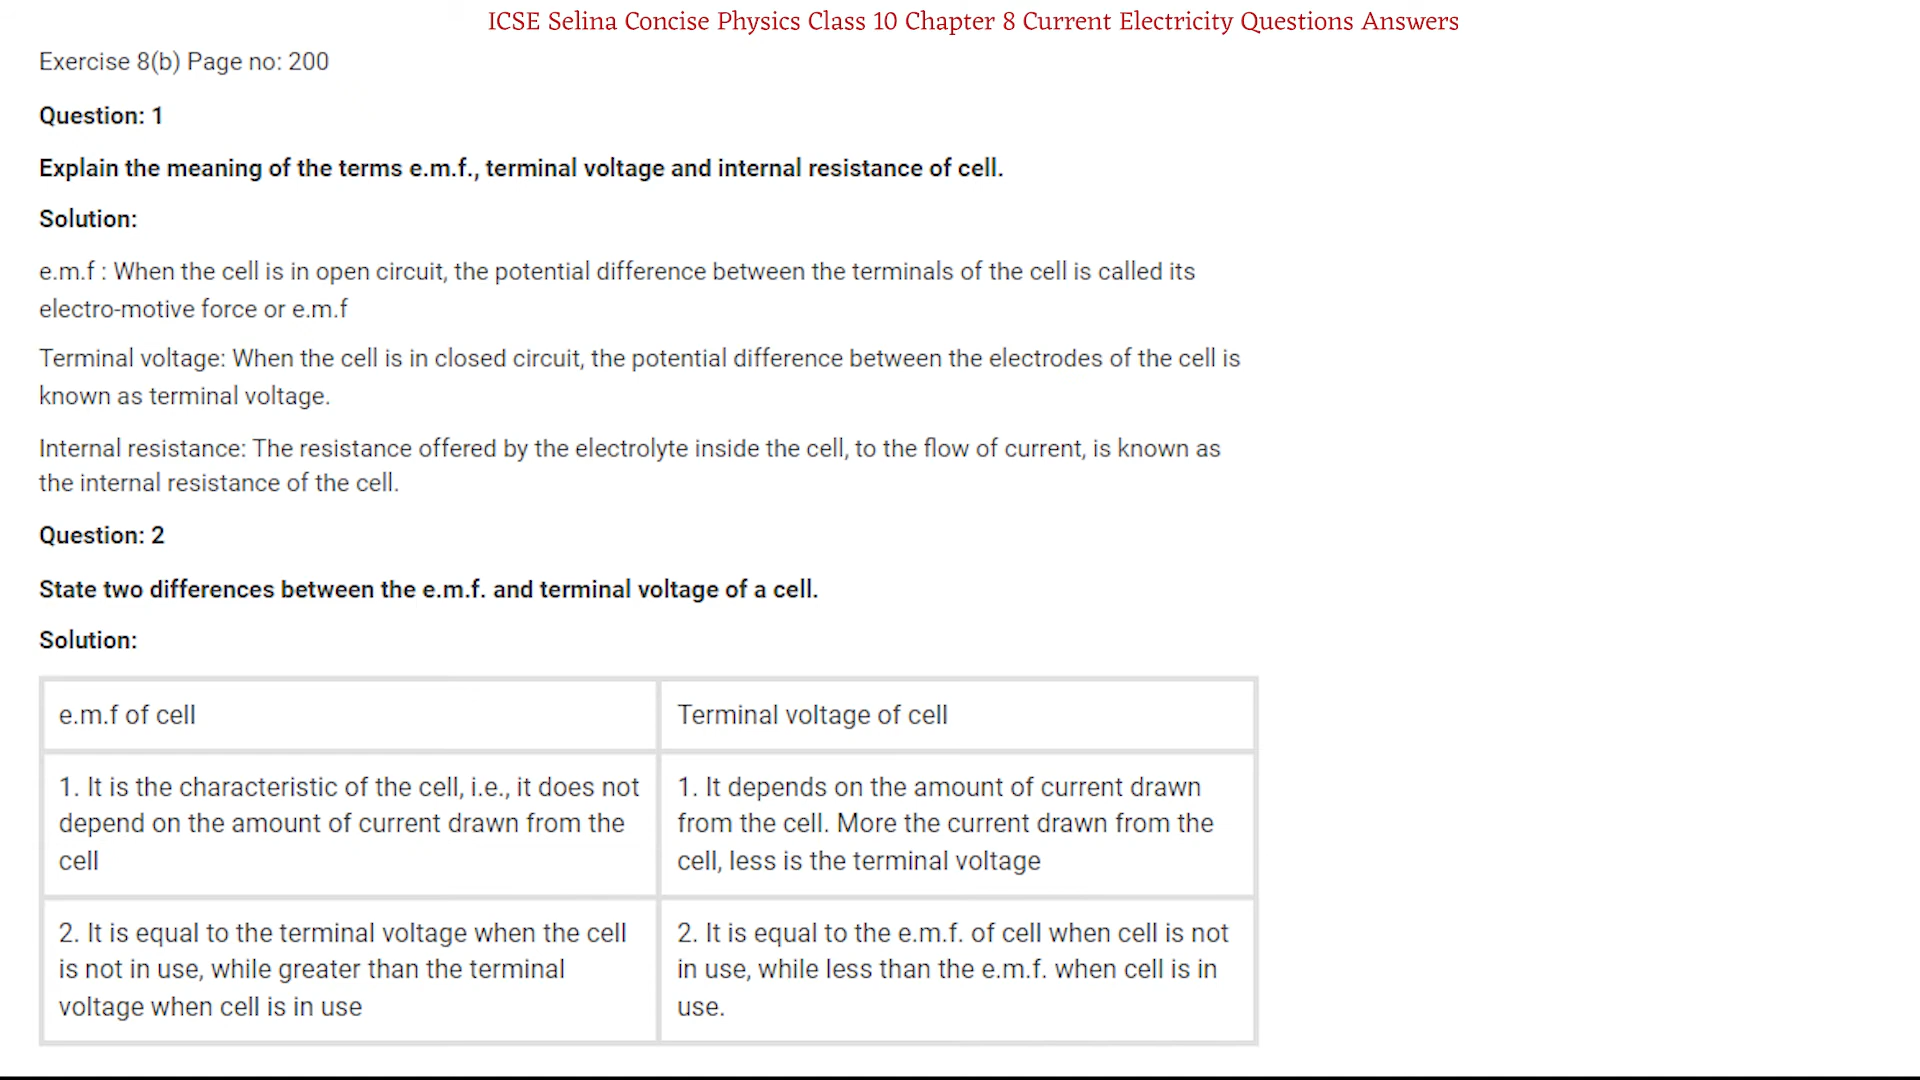 ICSE Selina Concise Physics Class 10 Chapter 8 Current Electricity Questions Answers
Exercise 8(b) Page no: 200
Question: 1
Explain the meaning of the terms e.m.f., terminal voltage and internal resistance of cell.
Solution:
e.m.f : When the cell is in open circuit, the potential difference between the terminals of the cell is called its
electro-motive force or e.m.f
Terminal voltage: When the cell is in closed circuit, the potential difference between the electrodes of the cell is
known as terminal voltage.
Internal resistance: The resistance offered by the electrolyte inside the cell, to the flow of current, is known as
the internal resistance of the cell.
Question: 2
State two differences between the e.m.f. and terminal voltage of a cell.
Solution:
e.m.f of cell
Terminal voltage of cell
1. It is the characteristic of the cell, i.e., it does not
depend on the amount of current drawn from the
cell
1. It depends on the amount of current drawn
from the cell. More the current drawn from the
cell, less is the terminal voltage
2. It is equal to the terminal voltage when the cell
is not in use, while greater than the terminal
voltage when cell is in use
2. It is equal to the e.m.f. of cell when cell is not
in use, while less than the e.m.f. when cell is in
use.